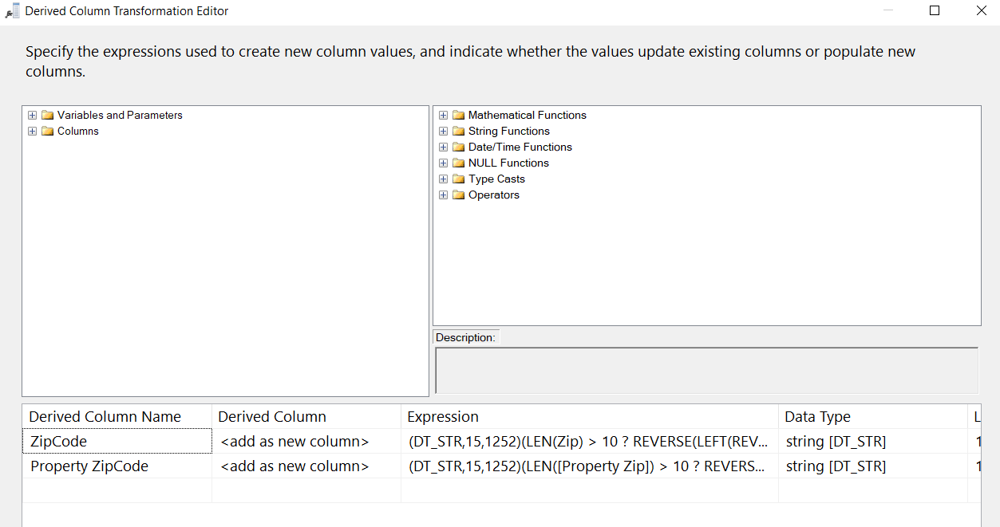 Derived Column Transformation Editor
Specify the expressions used to create new column values, and indicate whether the values update existing columns or populate new
columns.
Variables and Parameters
Columns
Mathematical Functions
String Functions
Date/Time Functions
NULL Functions
Type Casts
Operators
Description:
Derived Column Name Derived Column Expression Data Type L
ZipCode <add as new column> (DT_STR,15,1252)(LEN(Zip) > 10 ? REVERSE(LEFT(REV... string [DT_STR] 1
Property ZipCode <add as new column> (DT_STR,15,1252)(LEN([Property Zip]) > 10 ? REVERS... string [DT_STR] 1